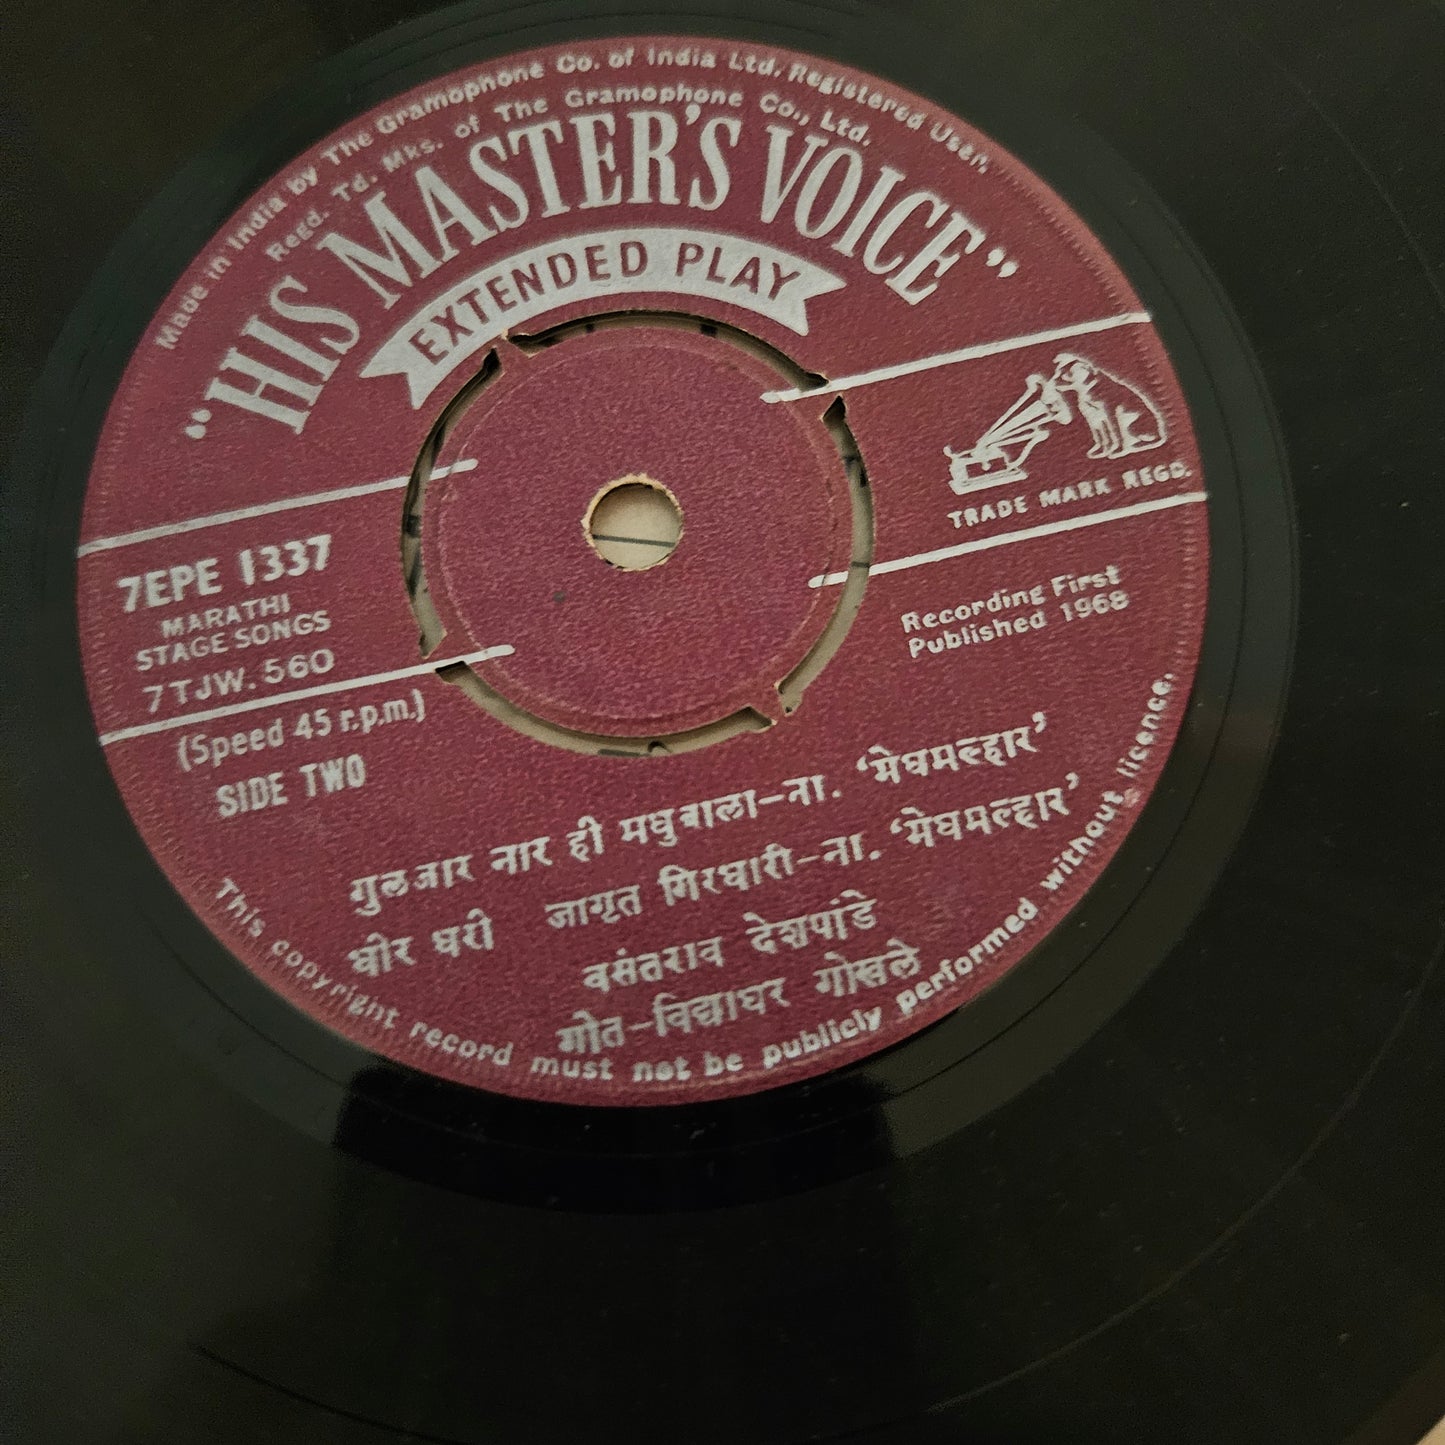 Made in India by The Gramophone Co. of India Ltd. Registered User.
Regd. Td. Mks. of The Gramophone Co., Ltd.
“HIS MASTER'S VOICE”
EXTENDED PLAY
TRADE MARK REGD.
7EPE 1337
MARATHI
STAGE SONGS
7TJW. 560
(Speed 45 r.p.m.)
SIDE TWO
Recording First
Published 1968
गुलजार नार ही मधुबाला–ना. ‘मेघमल्हार’
धीर धरी जागृत गिरधारी–ना. ‘मेघमल्हार’
वसंतराव देशपांडे
गीत–विद्याधर गोखले
This copyright record must not be publicly performed without licence.